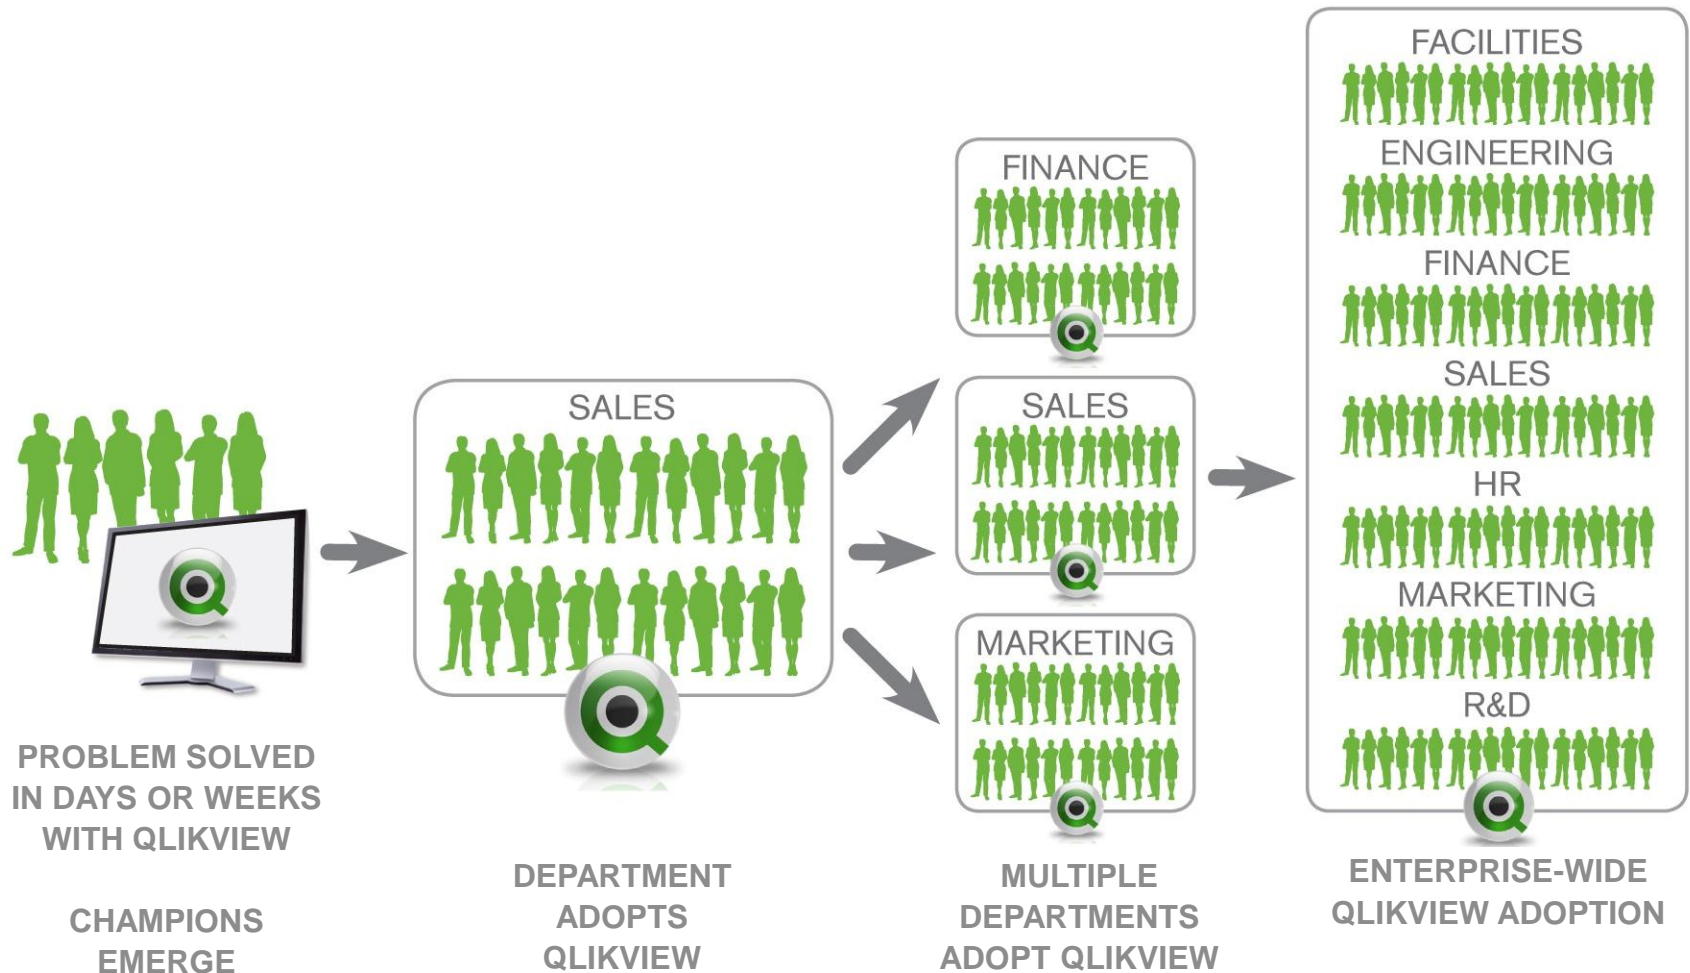 PROBLEM SOLVED
IN DAYS OR WEEKS
WITH QLIKVIEW
CHAMPIONS
EMERGE
SALES
DEPARTMENT
ADOPTS
QLIKVIEW
FINANCE
SALES
MARKETING
MULTIPLE
DEPARTMENTS
ADOPT QLIKVIEW
FACILITIES
ENGINEERING
FINANCE
SALES
HR
MARKETING
R&D
ENTERPRISE-WIDE
QLIKVIEW ADOPTION